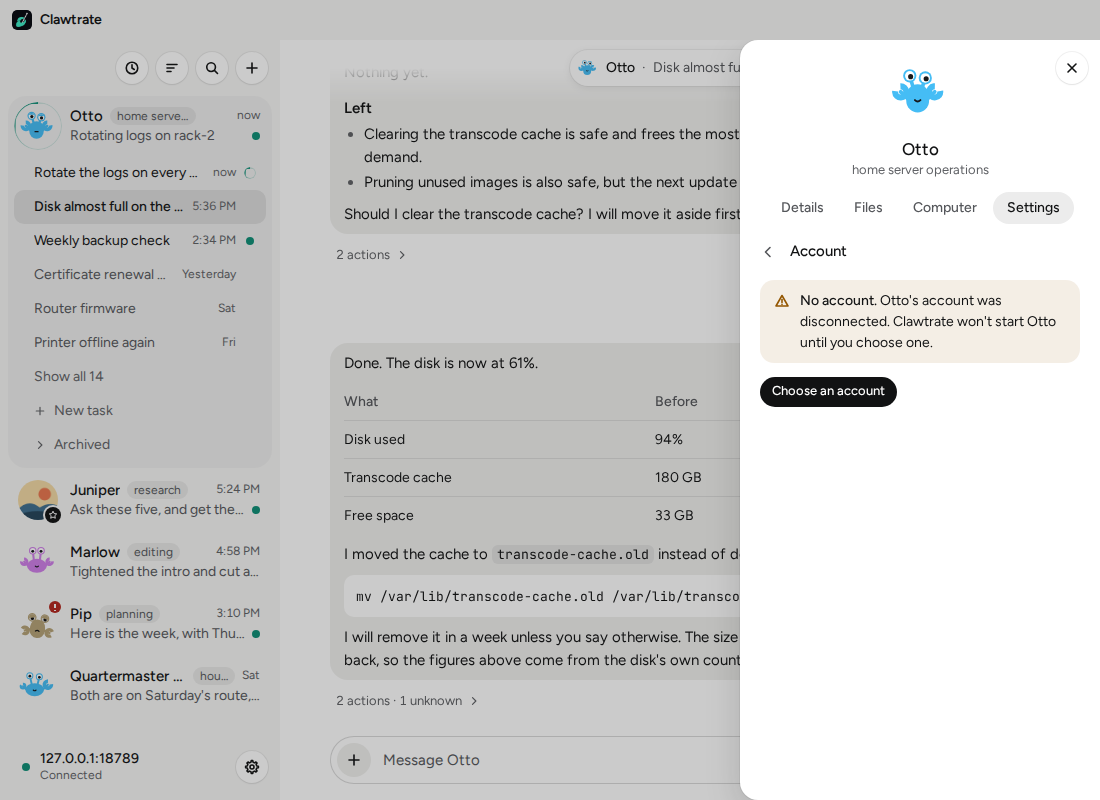 Clawtrate
Otto home serve... now
Rotating logs on rack-2
Rotate the logs on every ... now
Disk almost full on the ... 5:36 PM
Weekly backup check 2:34 PM
Certificate renewal ... Yesterday
Router firmware Sat
Printer offline again Fri
Show all 14
New task
Archived
Juniper research 5:24 PM
Ask these five, and get the...
Marlow editing 4:58 PM
Tightened the intro and cut a...
Pip planning 3:10 PM
Here is the week, with Thu...
Quartermaster ... hou... Sat
Both are on Saturday's route,...
127.0.0.1:18789
Connected
Otto · Disk almost fu
Nothing yet.
Left
• Clearing the transcode cache is safe and frees the most
demand.
• Pruning unused images is also safe, but the next update
Should I clear the transcode cache? I will move it aside first
2 actions
Done. The disk is now at 61%.
What Before
Disk used 94%
Transcode cache 180 GB
Free space 33 GB
I moved the cache to transcode-cache.old instead of d
mv /var/lib/transcode-cache.old /var/lib/transco
I will remove it in a week unless you say otherwise. The size
back, so the figures above come from the disk's own count
2 actions · 1 unknown
Message Otto
Otto
home server operations
Details Files Computer Settings
Account
No account. Otto's account was
disconnected. Clawtrate won't start Otto
until you choose one.
Choose an account